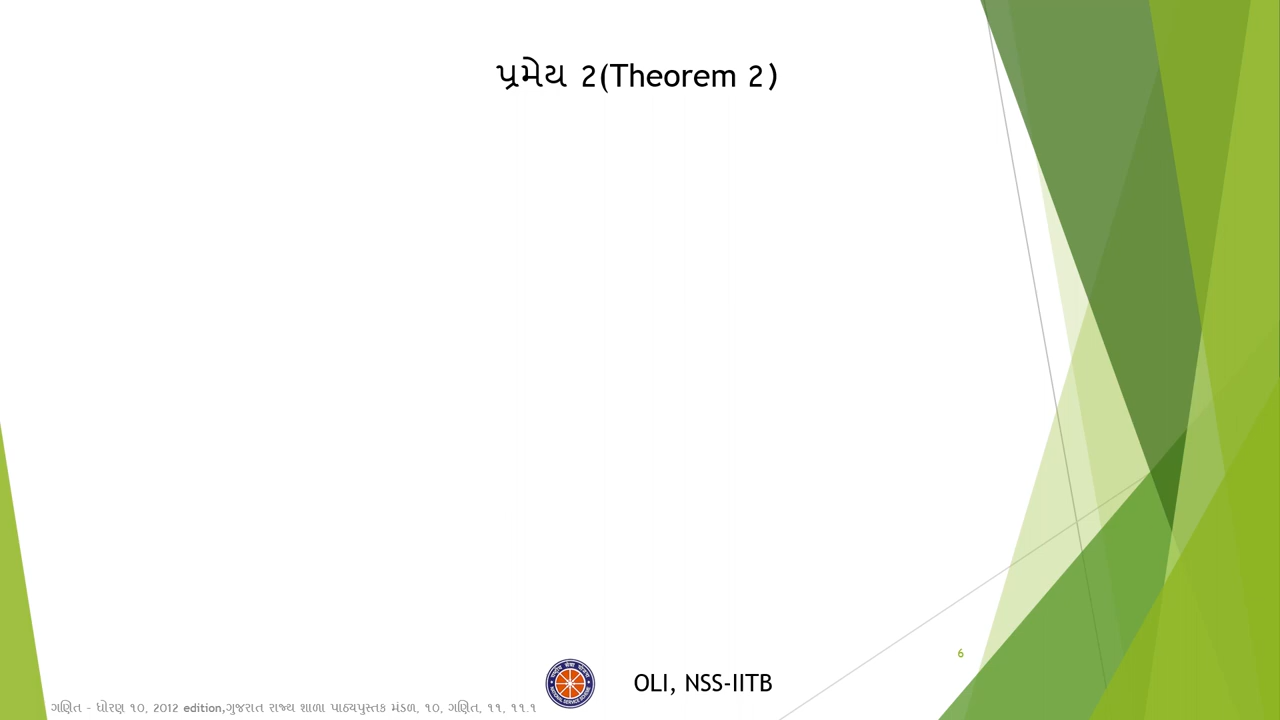 પ્રમેય 2(Theorem 2)
6
OLI, NSS-IITB
ગણિત - ધોરણ ૧૦, 2012 edition,ગુજરાત રાજ્ય શાળા પાઠ્યપુસ્તક મંડળ, ૧૦, ગણિત, ૧૧, ૧૧.૧